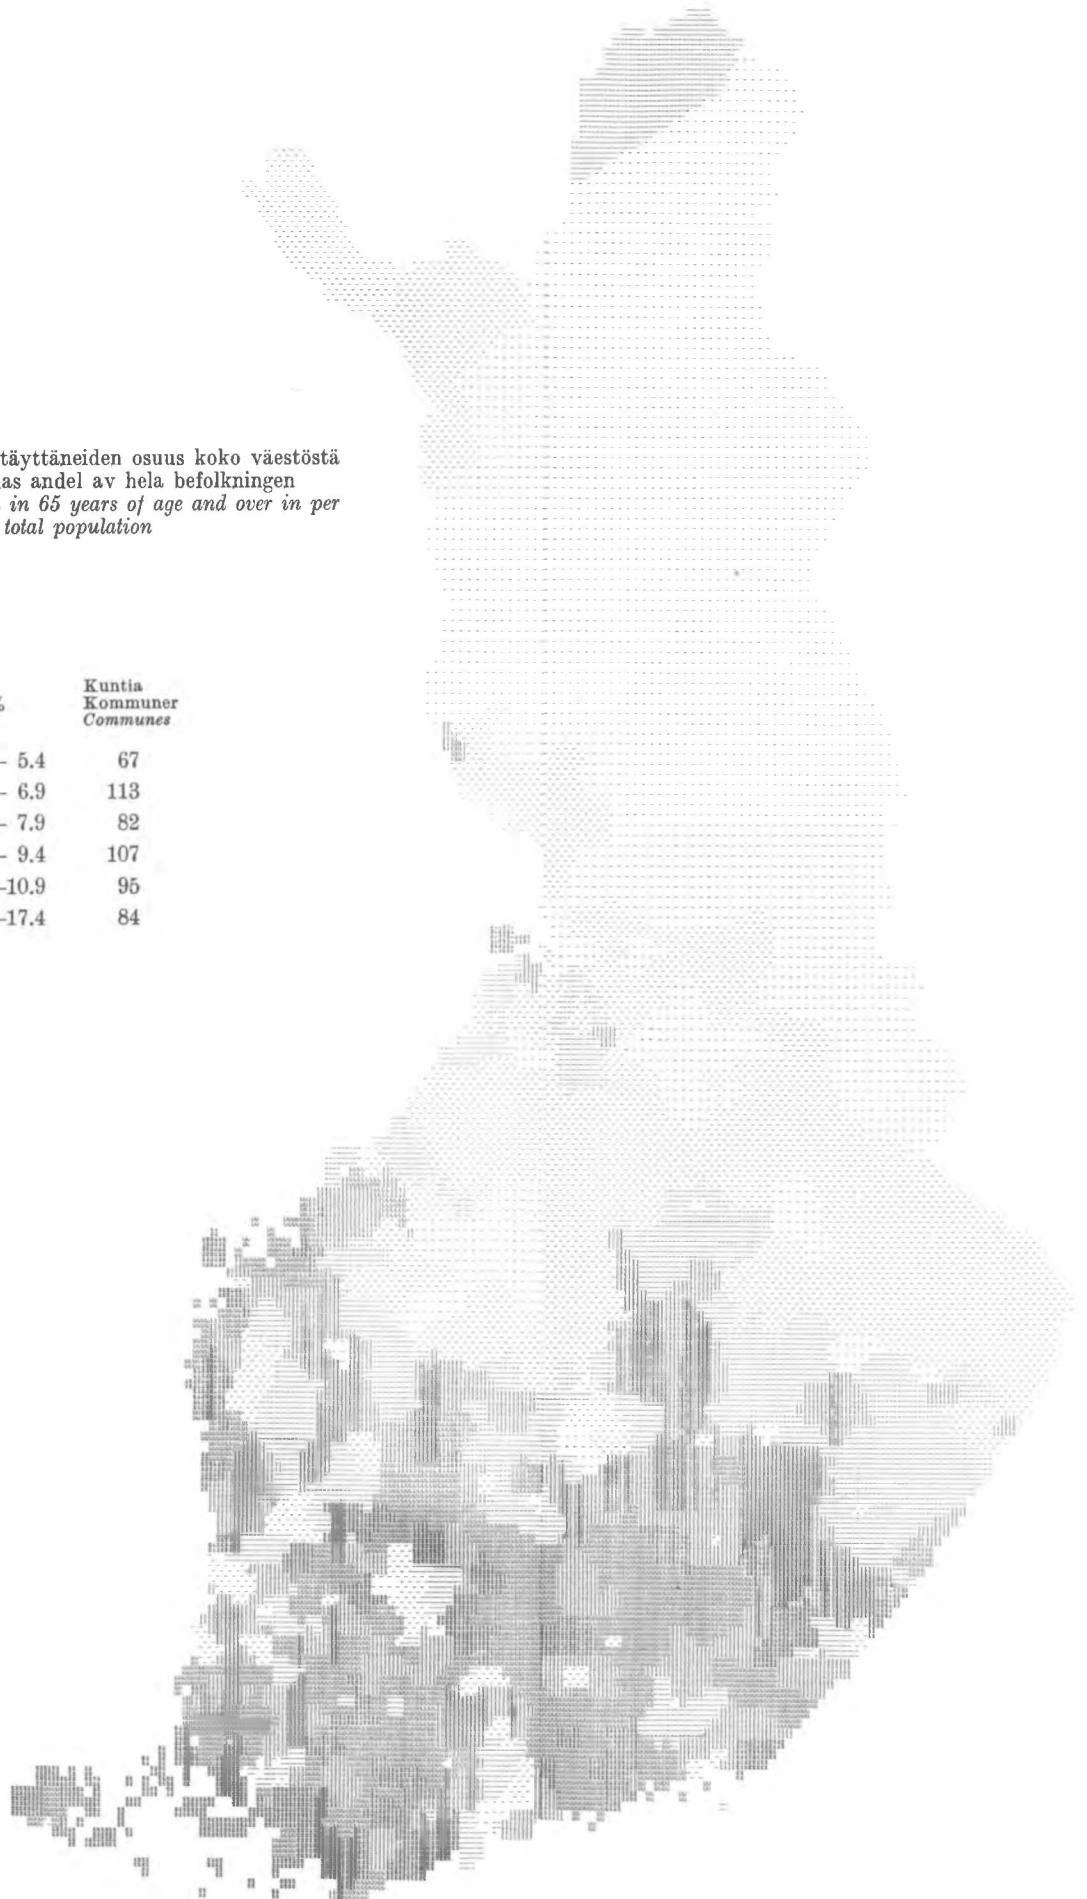 täyttäneiden osuus koko väestöstä
as andel av hela befolkningen
in 65 years of age and over in per
total population
%
Kuntia
Kommuner
Communes
– 5.4 67
– 6.9 113
– 7.9 82
– 9.4 107
–10.9 95
–17.4 84